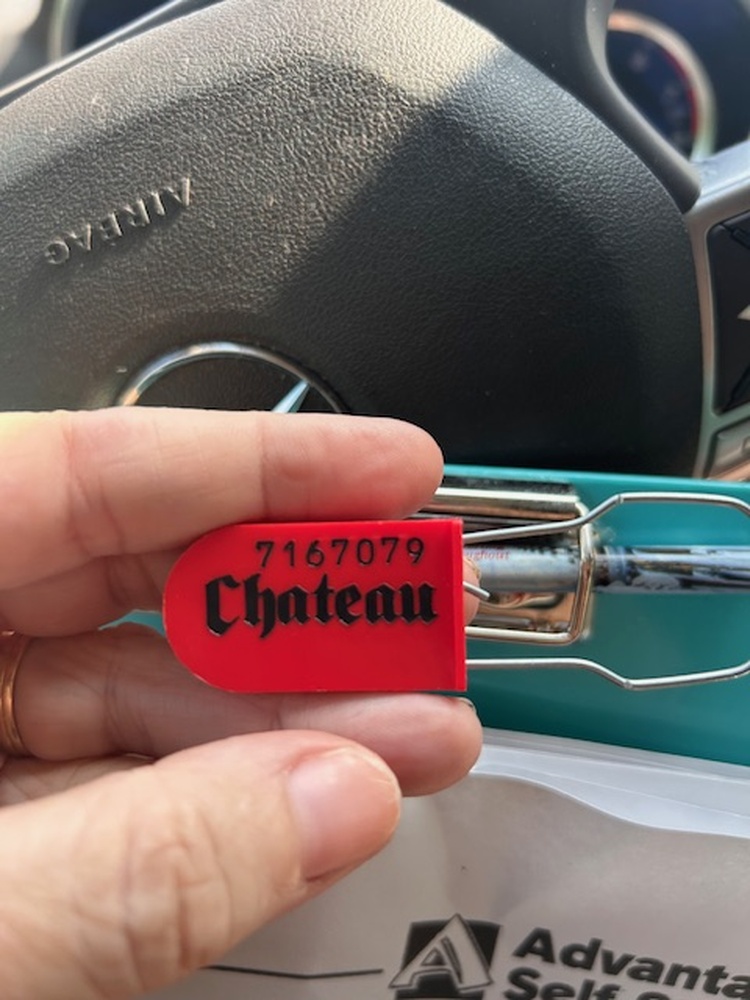 AIRBAG
7167079
Chateau
Advanta
Self